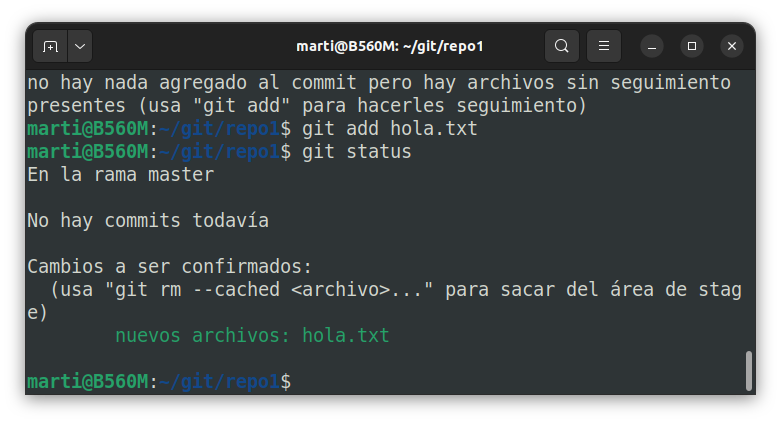 marti@B560M: ~/git/repo1
no hay nada agregado al commit pero hay archivos sin seguimiento
presentes (usa "git add" para hacerles seguimiento)
marti@B560M:~/git/repo1$ git add hola.txt
marti@B560M:~/git/repo1$ git status
En la rama master
No hay commits todavía
Cambios a ser confirmados:
  (usa "git rm --cached <archivo>..." para sacar del área de stag
e)
        nuevos archivos: hola.txt
marti@B560M:~/git/repo1$